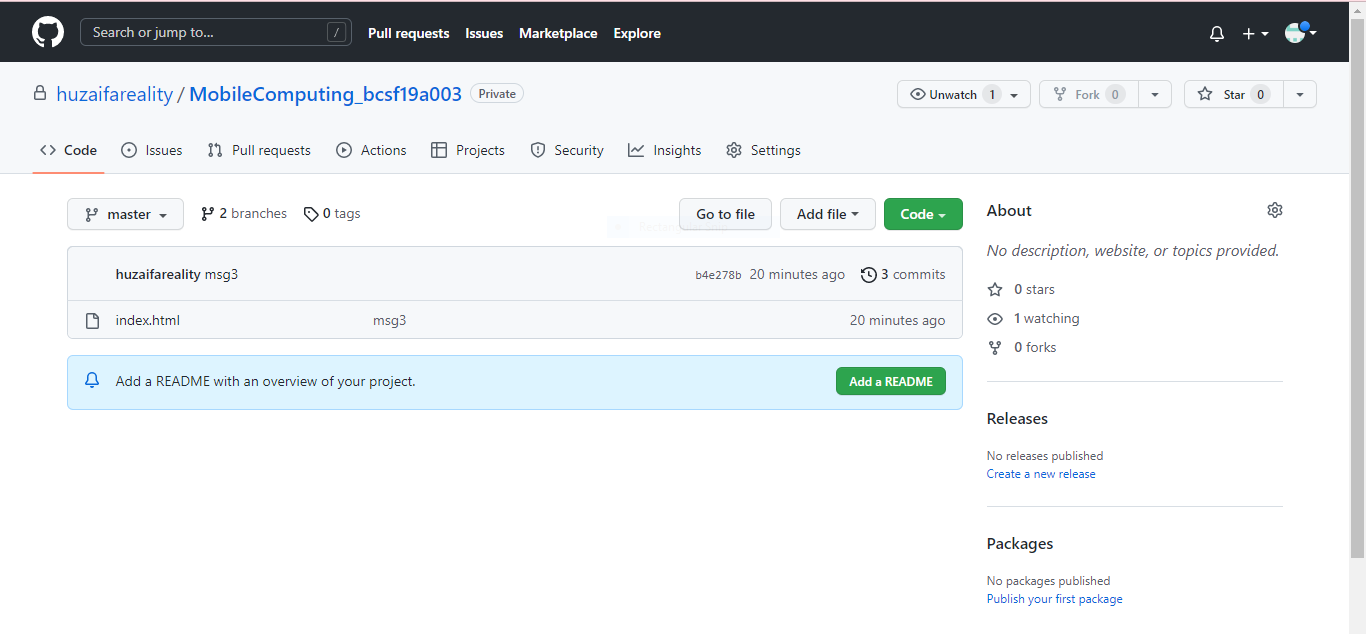 Search or jump to... / Pull requests Issues Marketplace Explore
huzaifareality / MobileComputing_bcsf19a003 Private Unwatch 1 Fork 0 Star 0
Code Issues Pull requests Actions Projects Security Insights Settings
master 2 branches 0 tags Go to file Add file Code
huzaifareality msg3 b4e278b 20 minutes ago 3 commits
index.html msg3 20 minutes ago
Add a README with an overview of your project. Add a README
About
No description, website, or topics provided.
0 stars
1 watching
0 forks
Releases
No releases published
Create a new release
Packages
No packages published
Publish your first package